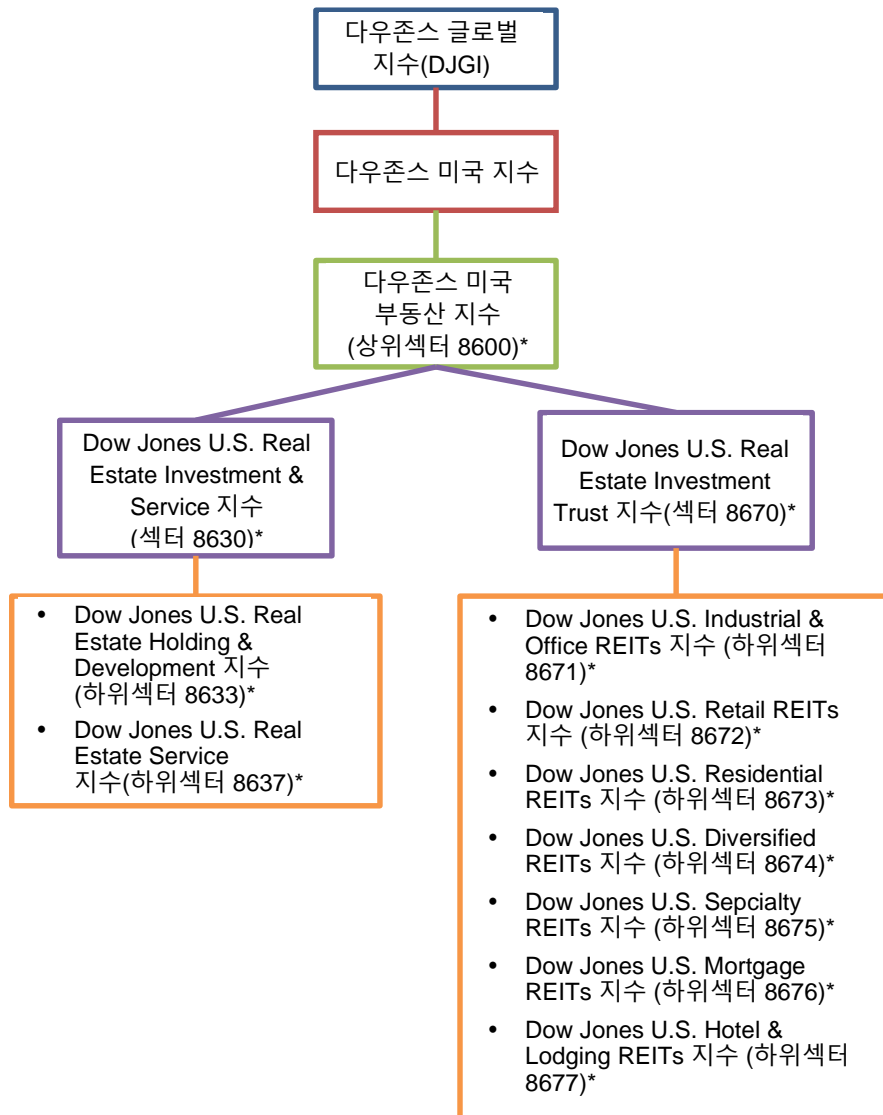 다우존스 글로벌
지수(DJGI)
다우존스 미국 지수
다우존스 미국
부동산 지수
(상위섹터 8600)*
Dow Jones U.S. Real
Estate Investment &
Service 지수
(섹터 8630)*
Dow Jones U.S. Real
Estate Investment
Trust 지수(섹터 8670)*
• Dow Jones U.S. Real
Estate Holding &
Development 지수
(하위섹터 8633)*
• Dow Jones U.S. Real
Estate Service
지수(하위섹터 8637)*
• Dow Jones U.S. Industrial &
Office REITs 지수 (하위섹터
8671)*
• Dow Jones U.S. Retail REITs
지수 (하위섹터 8672)*
• Dow Jones U.S. Residential
REITs 지수 (하위섹터 8673)*
• Dow Jones U.S. Diversified
REITs 지수 (하위섹터 8674)*
• Dow Jones U.S. Sepcialty
REITs 지수 (하위섹터 8675)*
• Dow Jones U.S. Mortgage
REITs 지수 (하위섹터 8676)*
• Dow Jones U.S. Hotel &
Lodging REITs 지수 (하위섹터
8677)*